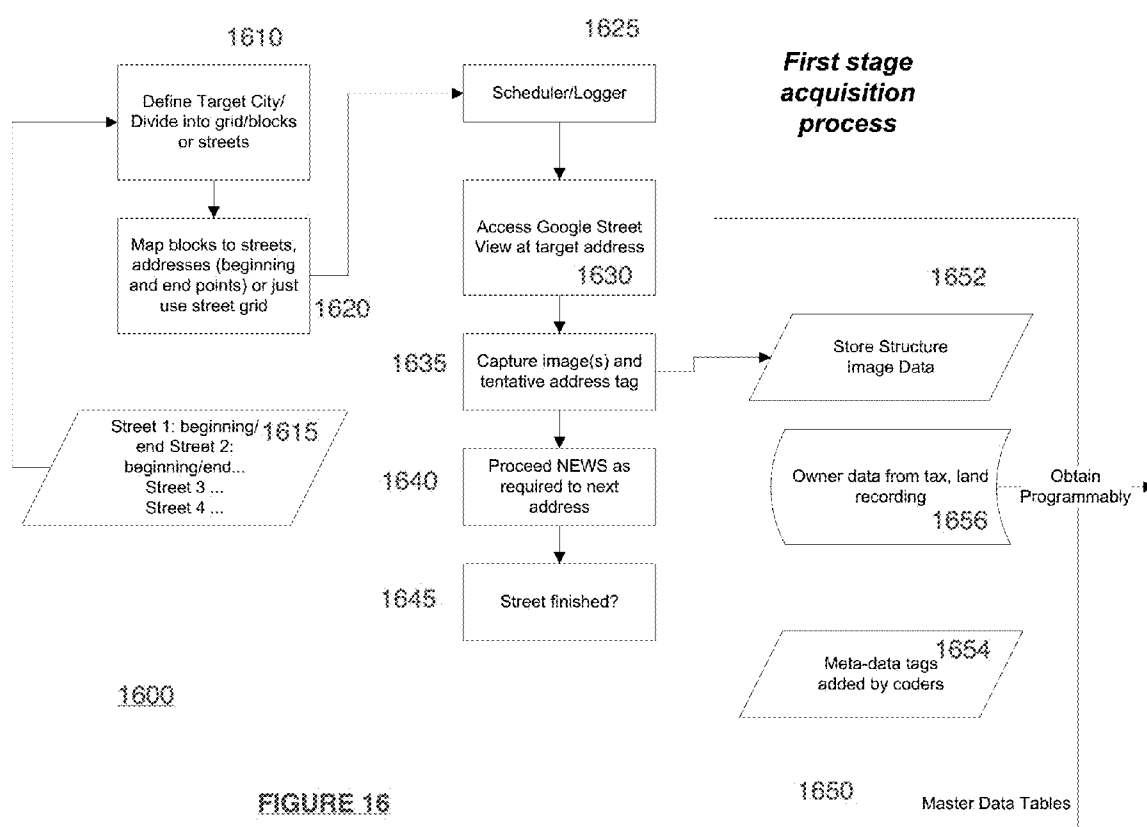 1610
1625
First stage
acquisition
process
Define Target City/
Divide into grid/blocks
or streets
Scheduler/Logger
Map blocks to streets,
addresses (beginning
and end points) or just
use street grid
1620
Access Google Street
View at target address
1630
1652
1635
Capture image(s) and
tentative address tag
Store Structure
Image Data
Street 1: beginning/
end Street 2:
beginning/end...
Street 3 ...
Street 4 ...
1615
1640
Proceed NEWS as
required to next
address
Owner data from tax, land
recording
1656
Obtain
Programmably
1645
Street finished?
1654
Meta-data tags
added by coders
1600
1650
FIGURE 16
Master Data Tables